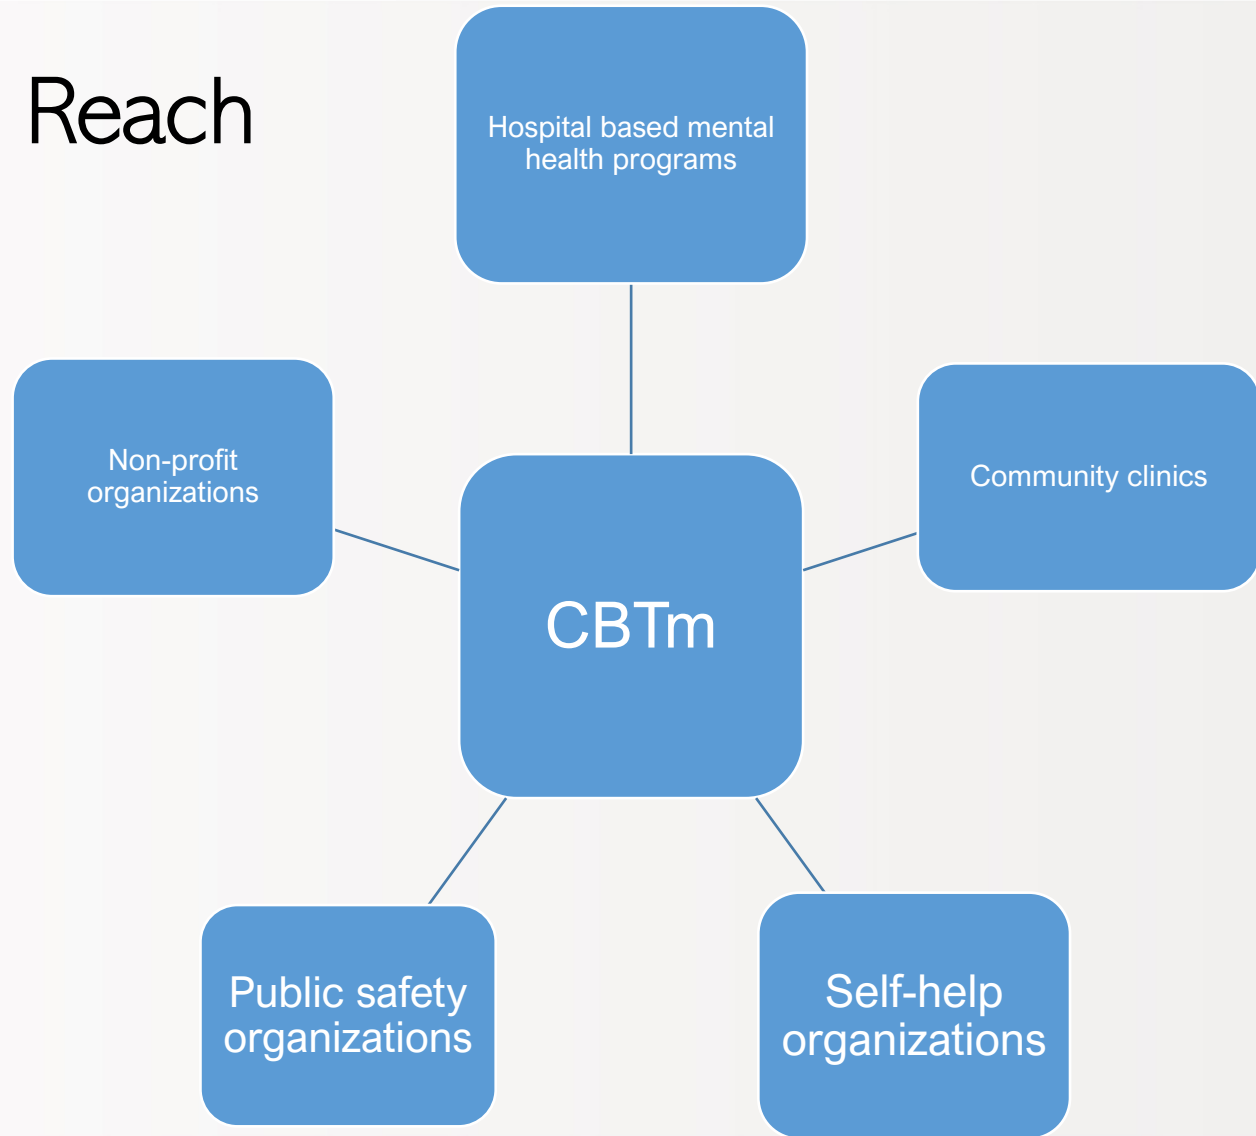 Reach
Hospital based mental
health programs
Non-profit
organizations
Community clinics
CBTm
Public safety
organizations
Self-help
organizations